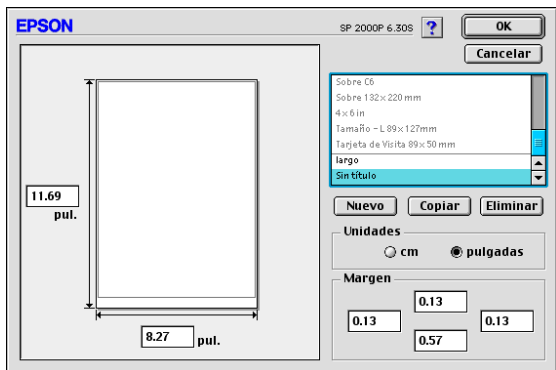 EPSON
SP 2000P 6.30S
?
OK
Cancelar
Sobre C6
Sobre 132×220 mm
4×6 in
Tamaño - L 89×127mm
Tarjeta de Visita 89×50 mm
largo
Sin título
Nuevo
Copiar
Eliminar
Unidades
cm
pulgadas
Margen
0.13
0.13
0.13
0.57
11.69
pul.
8.27 pul.